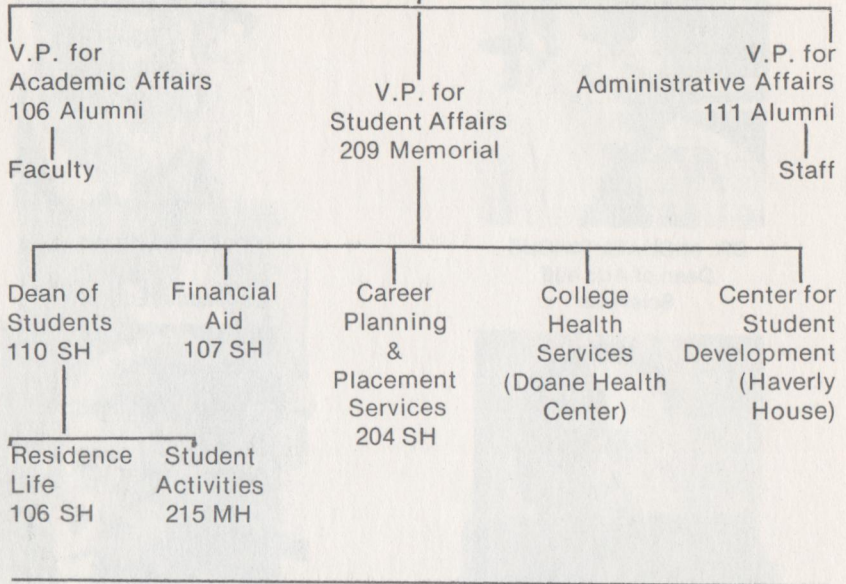 V.P. for
Academic Affairs
106 Alumni
Faculty
V.P. for
Student Affairs
209 Memorial
V.P. for
Administrative Affairs
111 Alumni
Staff
Dean of
Students
110 SH
Financial
Aid
107 SH
Career
Planning
&
Placement
Services
204 SH
College
Health
Services
(Doane Health
Center)
Center for
Student
Development
(Haverly
House)
Residence
Life
106 SH
Student
Activities
215 MH